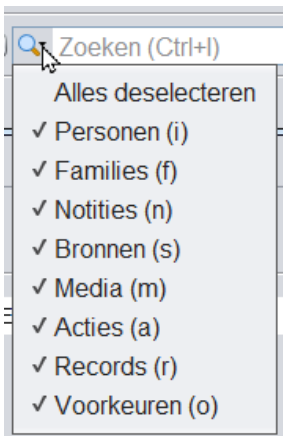 Zoeken (Ctrl+I)
Alles deselecteren
✓ Personen (i)
✓ Families (f)
✓ Notities (n)
✓ Bronnen (s)
✓ Media (m)
✓ Acties (a)
✓ Records (r)
✓ Voorkeuren (o)